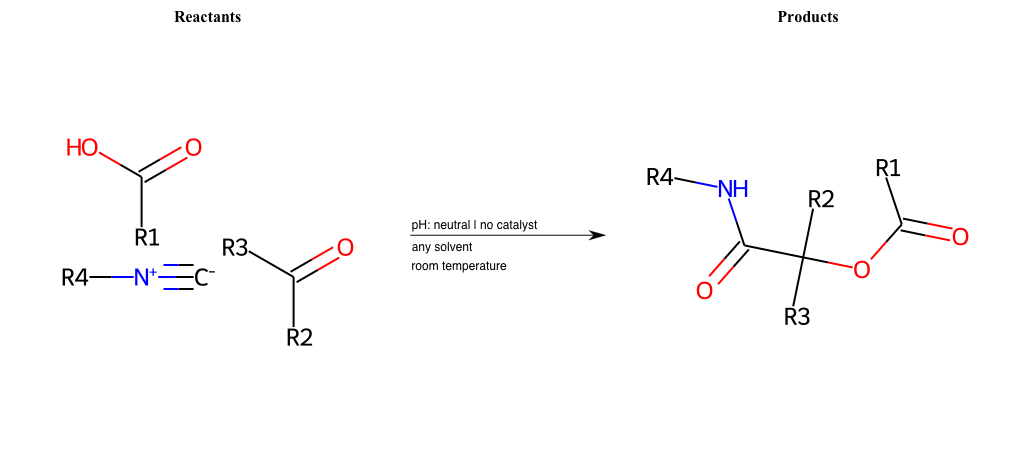 Reactants
Products
HO
O
R1
R4
N+
C-
R3
O
R2
pH: neutral | no catalyst
any solvent
room temperature
R4
NH
O
R2
R3
O
R1
O